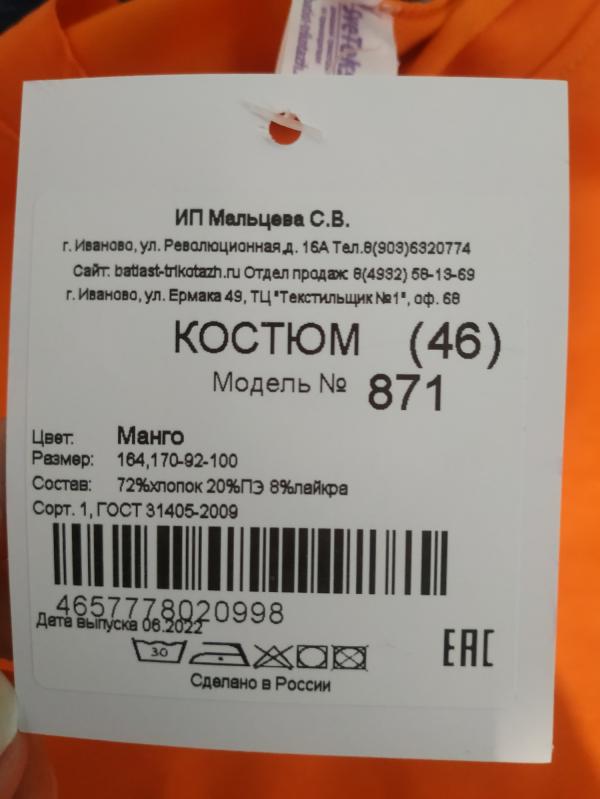 ИП Мальцева С.В.
г. Иваново, ул. Революционная д. 16А Тел.8(903)6320774
Сайт: batiast-trikotazh.ru Отдел продаж: 8(4932) 58-13-69
г. Иваново, ул. Ермака 49, ТЦ "Текстильщик №1", оф. 68
КОСТЮМ (46)
Модель № 871
Цвет: Манго
Размер: 164,170-92-100
Состав: 72%хлопок 20%ПЭ 8%лайкра
Сорт. 1, ГОСТ 31405-2009
4657778020998
Дата выпуска 06.2022
30
EAC
Сделано в России